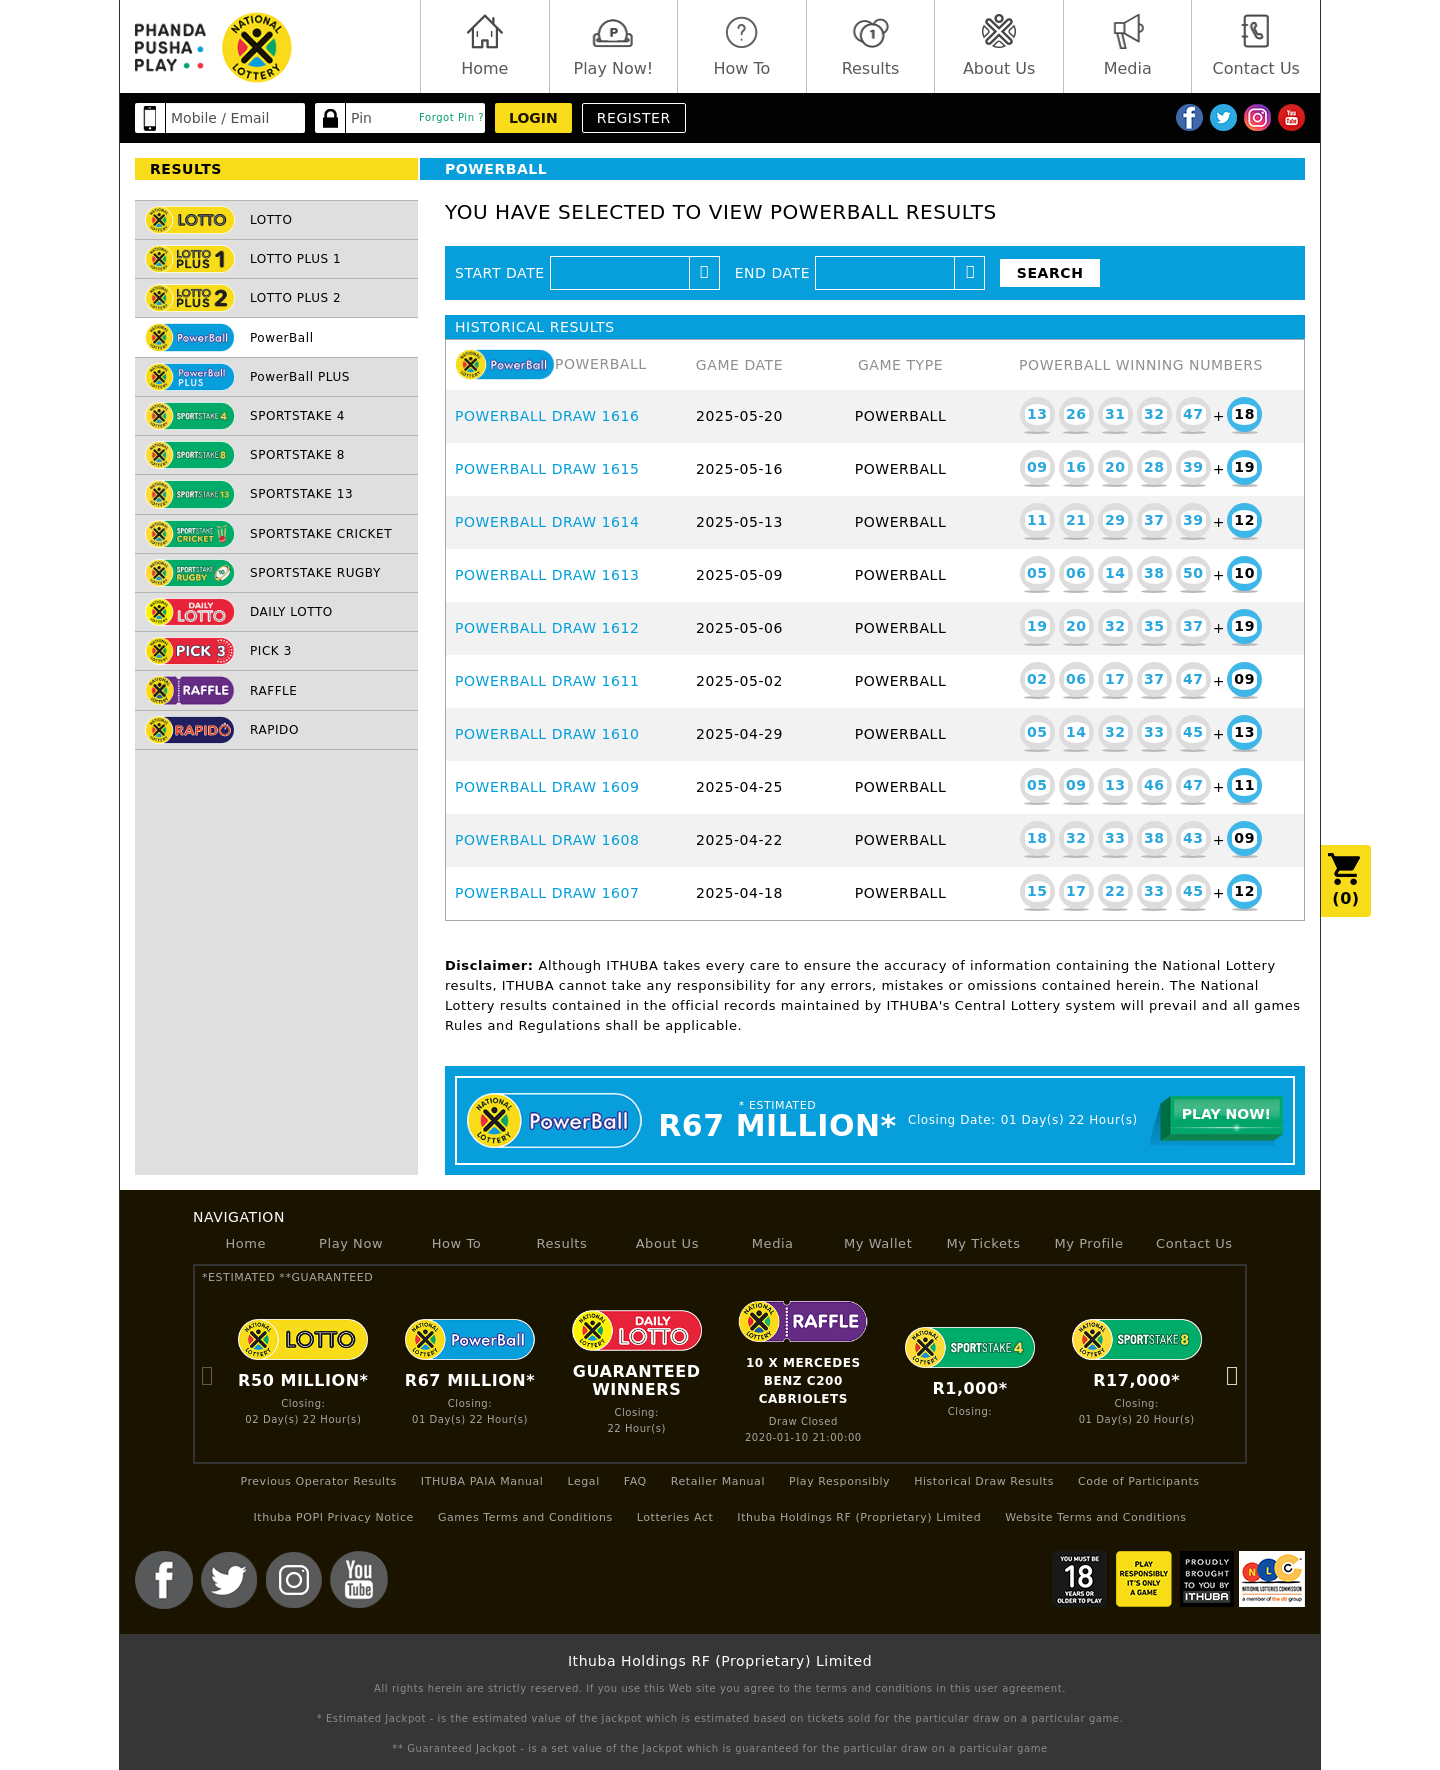 PHANDA
PUSHA
PLAY
NATIONAL
LOTTERY
Home
Play Now!
How To
Results
About Us
Media
Contact Us
Mobile / Email
Pin
Forgot Pin ?
LOGIN
REGISTER
RESULTS
LOTTO LOTTO
LOTTO PLUS 1 LOTTO PLUS 1
LOTTO PLUS 2 LOTTO PLUS 2
PowerBall PowerBall
PowerBall PLUS PowerBall PLUS
SPORTSTAKE 4 SPORTSTAKE 4
SPORTSTAKE 8 SPORTSTAKE 8
SPORTSTAKE 13 SPORTSTAKE 13
SPORTSTAKE CRICKET SPORTSTAKE CRICKET
SPORTSTAKE RUGBY SPORTSTAKE RUGBY
DAILY LOTTO DAILY LOTTO
PICK 3 PICK 3
RAFFLE RAFFLE
RAPIDO RAPIDO
POWERBALL
YOU HAVE SELECTED TO VIEW POWERBALL RESULTS
START DATE END DATE SEARCH
HISTORICAL RESULTS
PowerBall POWERBALL GAME DATE GAME TYPE POWERBALL WINNING NUMBERS
POWERBALL DRAW 1616 2025-05-20 POWERBALL 13 26 31 32 47 + 18
POWERBALL DRAW 1615 2025-05-16 POWERBALL 09 16 20 28 39 + 19
POWERBALL DRAW 1614 2025-05-13 POWERBALL 11 21 29 37 39 + 12
POWERBALL DRAW 1613 2025-05-09 POWERBALL 05 06 14 38 50 + 10
POWERBALL DRAW 1612 2025-05-06 POWERBALL 19 20 32 35 37 + 19
POWERBALL DRAW 1611 2025-05-02 POWERBALL 02 06 17 37 47 + 09
POWERBALL DRAW 1610 2025-04-29 POWERBALL 05 14 32 33 45 + 13
POWERBALL DRAW 1609 2025-04-25 POWERBALL 05 09 13 46 47 + 11
POWERBALL DRAW 1608 2025-04-22 POWERBALL 18 32 33 38 43 + 09
POWERBALL DRAW 1607 2025-04-18 POWERBALL 15 17 22 33 45 + 12
(0)
Disclaimer: Although ITHUBA takes every care to ensure the accuracy of information containing the National Lottery
results, ITHUBA cannot take any responsibility for any errors, mistakes or omissions contained herein. The National
Lottery results contained in the official records maintained by ITHUBA's Central Lottery system will prevail and all games
Rules and Regulations shall be applicable.
NATIONAL LOTTERY PowerBall
* ESTIMATED
R67 MILLION*
Closing Date: 01 Day(s) 22 Hour(s)
PLAY NOW!
NAVIGATION
Home Play Now How To Results About Us Media My Wallet My Tickets My Profile Contact Us
*ESTIMATED **GUARANTEED
LOTTO
R50 MILLION*
Closing:
02 Day(s) 22 Hour(s)
PowerBall
R67 MILLION*
Closing:
01 Day(s) 22 Hour(s)
DAILY LOTTO
GUARANTEED
WINNERS
Closing:
22 Hour(s)
RAFFLE
10 X MERCEDES
BENZ C200
CABRIOLETS
Draw Closed
2020-01-10 21:00:00
SPORTSTAKE 4
R1,000*
Closing:
SPORTSTAKE 8
R17,000*
Closing:
01 Day(s) 20 Hour(s)
Previous Operator Results ITHUBA PAIA Manual Legal FAQ Retailer Manual Play Responsibly Historical Draw Results Code of Participants
Ithuba POPI Privacy Notice Games Terms and Conditions Lotteries Act Ithuba Holdings RF (Proprietary) Limited Website Terms and Conditions
You Tube
YOU MUST BE
18
YEARS OR
OLDER TO PLAY
PLAY
RESPONSIBLY
IT'S ONLY
A GAME
PROUDLY
BROUGHT
TO YOU BY
ITHUBA
NLC
NATIONAL LOTTERIES COMMISSION
a member of the dti group
Ithuba Holdings RF (Proprietary) Limited
All rights herein are strictly reserved. If you use this Web site you agree to the terms and conditions in this user agreement.
* Estimated Jackpot - is the estimated value of the jackpot which is estimated based on tickets sold for the particular draw on a particular game.
** Guaranteed Jackpot - is a set value of the Jackpot which is guaranteed for the particular draw on a particular game